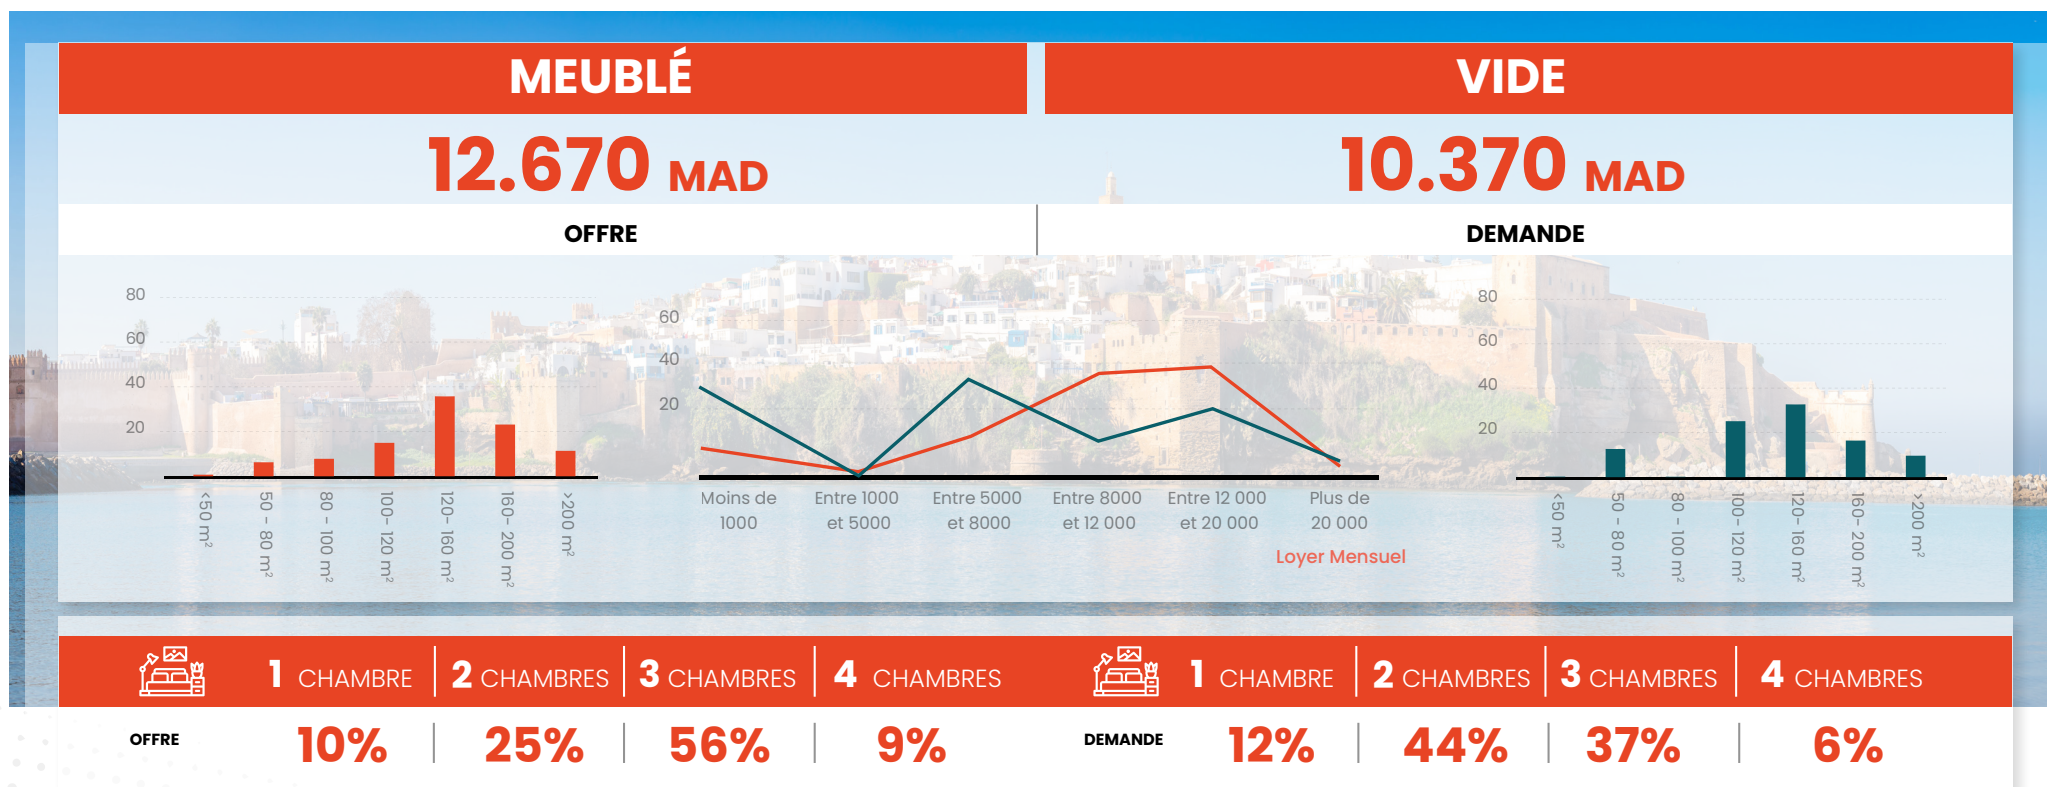 MEUBLÉ
VIDE
12.670 MAD
10.370 MAD
OFFRE
DEMANDE
80
60
40
20
<50 m²
50 - 80 m²
80 - 100 m²
100- 120 m²
120- 160 m²
160- 200 m²
>200 m²
60
40
20
Moins de
1000
Entre 1000
et 5000
Entre 5000
et 8000
Entre 8000
et 12 000
Entre 12 000
et 20 000
Plus de
20 000
Loyer Mensuel
80
60
40
20
<50 m²
50 - 80 m²
80 - 100 m²
100 - 120 m²
120- 160 m²
160- 200 m²
>200 m²
1 CHAMBRE
2 CHAMBRES
3 CHAMBRES
4 CHAMBRES
1 CHAMBRE
2 CHAMBRES
3 CHAMBRES
4 CHAMBRES
OFFRE
10%
25%
56%
9%
DEMANDE
12%
44%
37%
6%